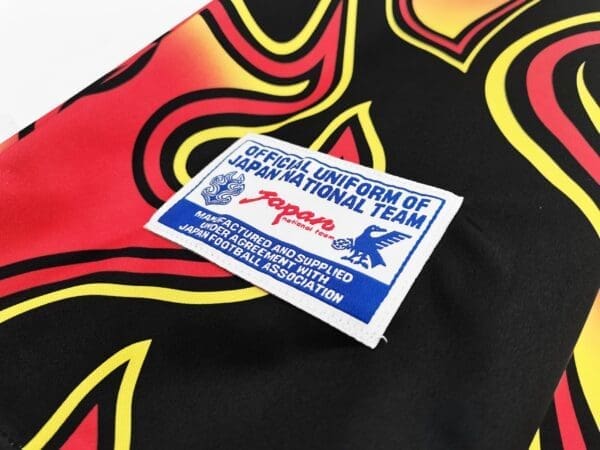 OFFICIAL UNIFORM OF
JAPAN NATIONAL TEAM
Japan
national team
MANUFACTURED AND SUPPLIED
UNDER AGREEMENT WITH
JAPAN FOOTBALL ASSOCIATION